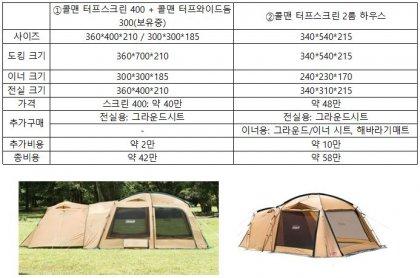 ①콜맨 터프스크린 400 + 콜맨 터프와이드돔 300(보유중) ②콜맨 터프스크린 2룸 하우스
사이즈 360*400*210 / 300*300*185 340*540*215
도킹 크기 360*700*210 340*540*215
이너 크기 300*300*185 240*230*170
전실 크기 360*400*210 340*310*215
가격 스크린 400: 약 40만 약 48만
추가구매 전실용: 그라운드시트 전실용: 그라운드시트
- 이너용: 그라운드/이너 시트, 해바라기매트
추가비용 약 2만 약 10만
총비용 약 42만 약 58만